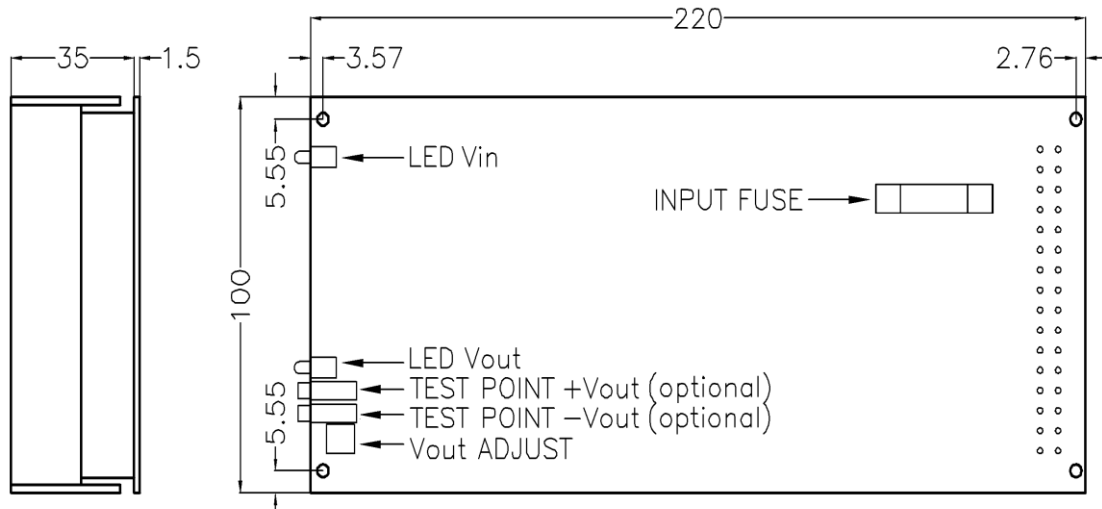 220
35
1.5
3.57
2.76
5.55
LED Vin
INPUT FUSE
100
LED Vout
TEST POINT +Vout (optional)
TEST POINT −Vout (optional)
5.55
Vout ADJUST